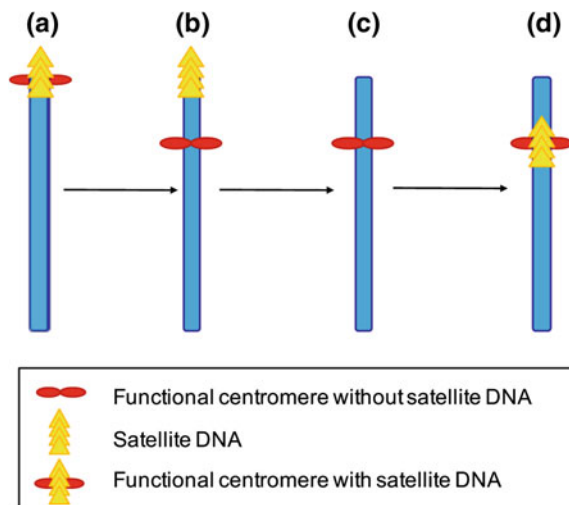 (a) (b) (c) (d)
Functional centromere without satellite DNA
Satellite DNA
Functional centromere with satellite DNA